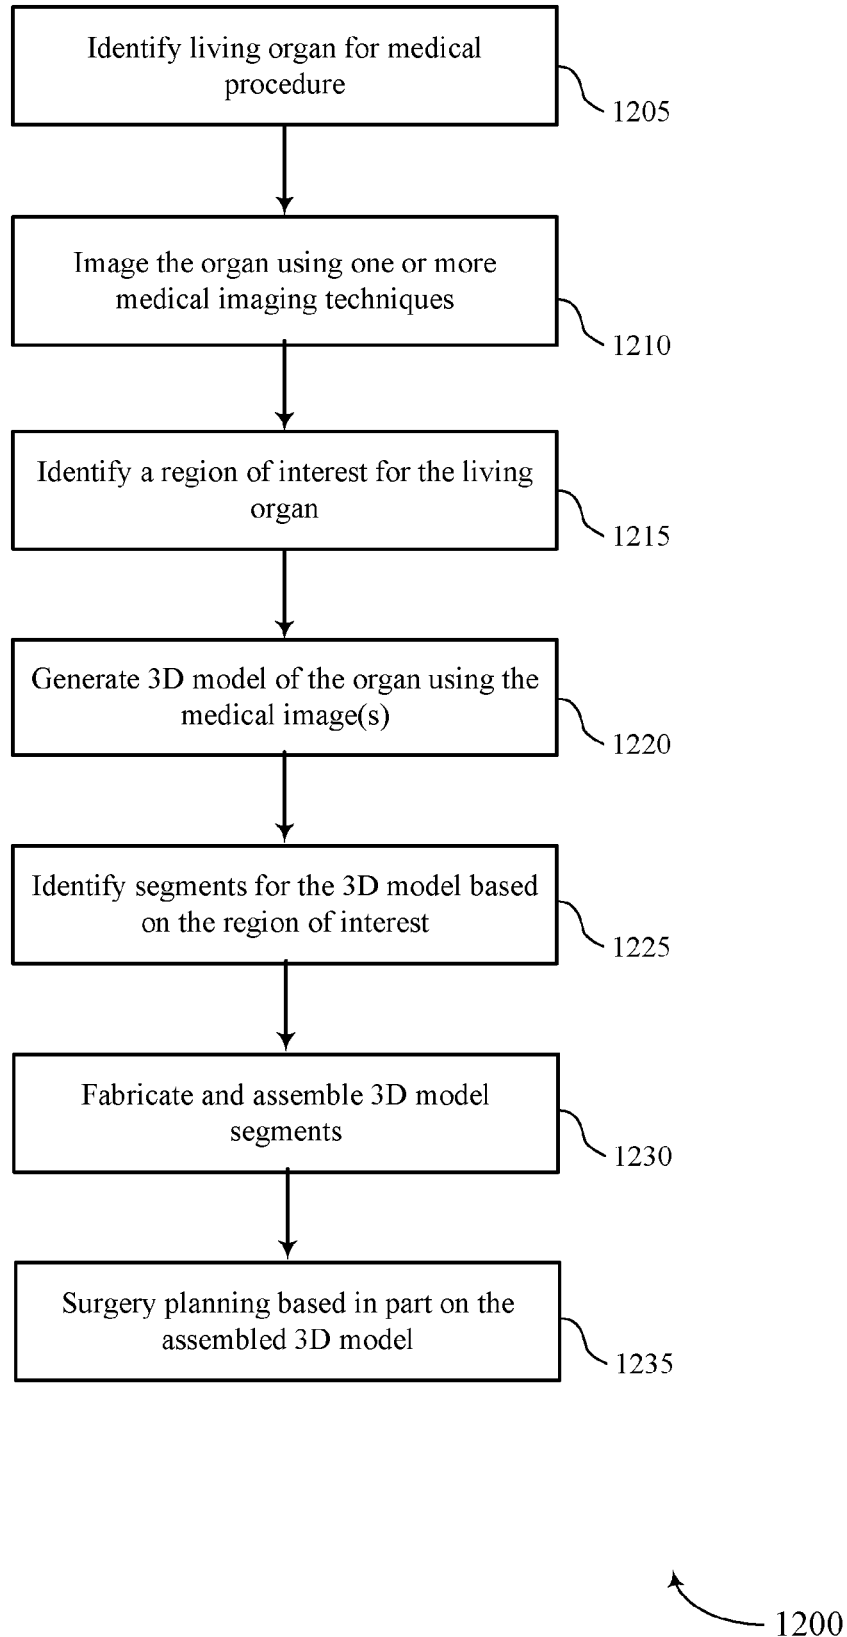 Identify living organ for medical
procedure
1205
Image the organ using one or more
medical imaging techniques
1210
Identify a region of interest for the living
organ
1215
Generate 3D model of the organ using the
medical image(s)
1220
Identify segments for the 3D model based
on the region of interest
1225
Fabricate and assemble 3D model
segments
1230
Surgery planning based in part on the
assembled 3D model
1235
1200